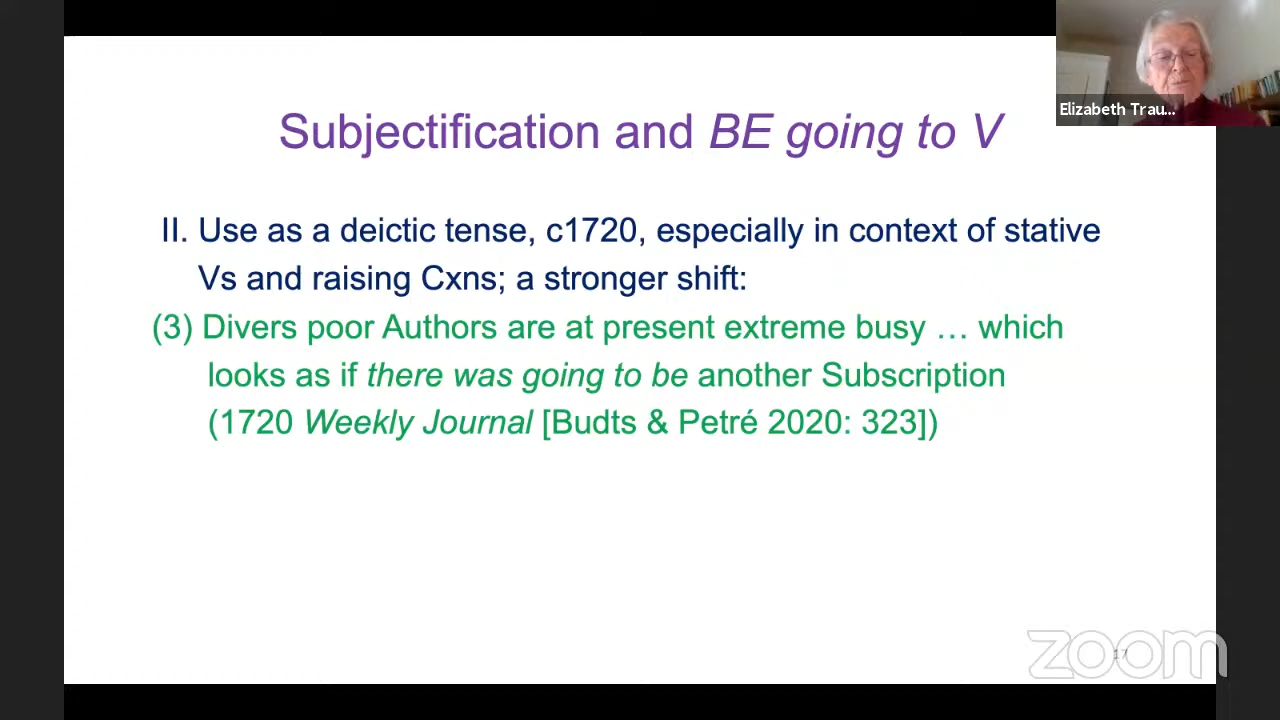 Elizabeth Trau...
Subjectification and BE going to V
II. Use as a deictic tense, c1720, especially in context of stative
Vs and raising Cxns; a stronger shift:
(3) Divers poor Authors are at present extreme busy … which
looks as if there was going to be another Subscription
(1720 Weekly Journal [Budts & Petré 2020: 323])
17
zoom